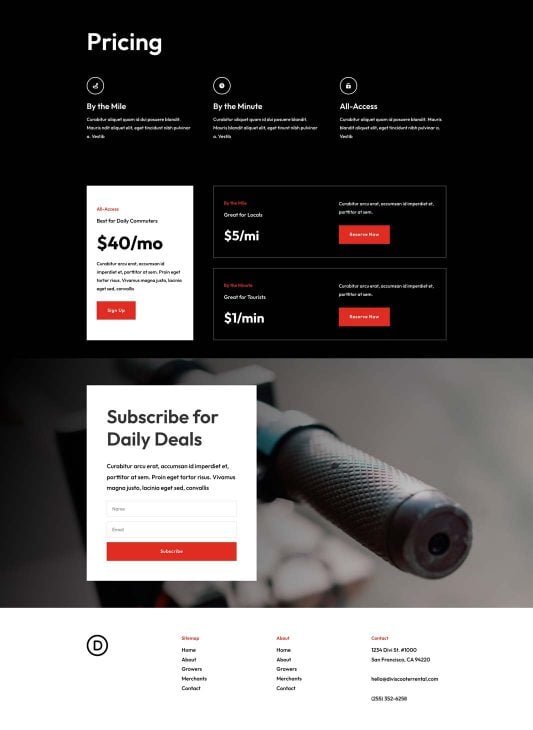 Pricing
By the Mile
Curabitur aliquet quam id dui posuere blandit.
Mauris ndit aliquet elit, eget tincidunt nish pulvinar
a. Vestib
By the Minute
Curabitur aliquet quam id dui posuere blandit.
Mauris blandit aliquet elit, eget tinunt nibh pulvinar
a. Vestib
All-Access
Curabitur aliquet quam id posuere blandit. Mauris
blandit aliquet elit, eget tincidunt nibh pulvinar a.
Vestib
All-Access
Best for Daily Commuters
$40/mo
Curabitur arcu erat, accumsan id
imperdiet et, porttitor at sem. Proin eget
tortor risus. Vivamus magna justo, lacinia
eget sed, convallis
Sign Up
By the Mile
Great for Locals
$5/mi
Curabitur arcu erat, accumsan id imperdiet et,
porttitor at sem.
Reserve Now
By the Minute
Great for Tourists
$1/min
Curabitur arcu erat, accumsan id imperdiet et,
porttitor at sem.
Reserve Now
Subscribe for
Daily Deals
Curabitur arcu erat, accumsan id imperdiet et,
porttitor at sem. Proin eget tortor risus. Vivamus
magna justo, lacinia eget sed, convallis
Name
Email
Subscribe
D
Sitemap
Home
About
Growers
Merchants
Contact
About
Home
About
Growers
Merchants
Contact
Contact
1234 Divi St. #1000
San Francisco, CA 94220
hello@diviscooterrental.com
(255) 352-6258